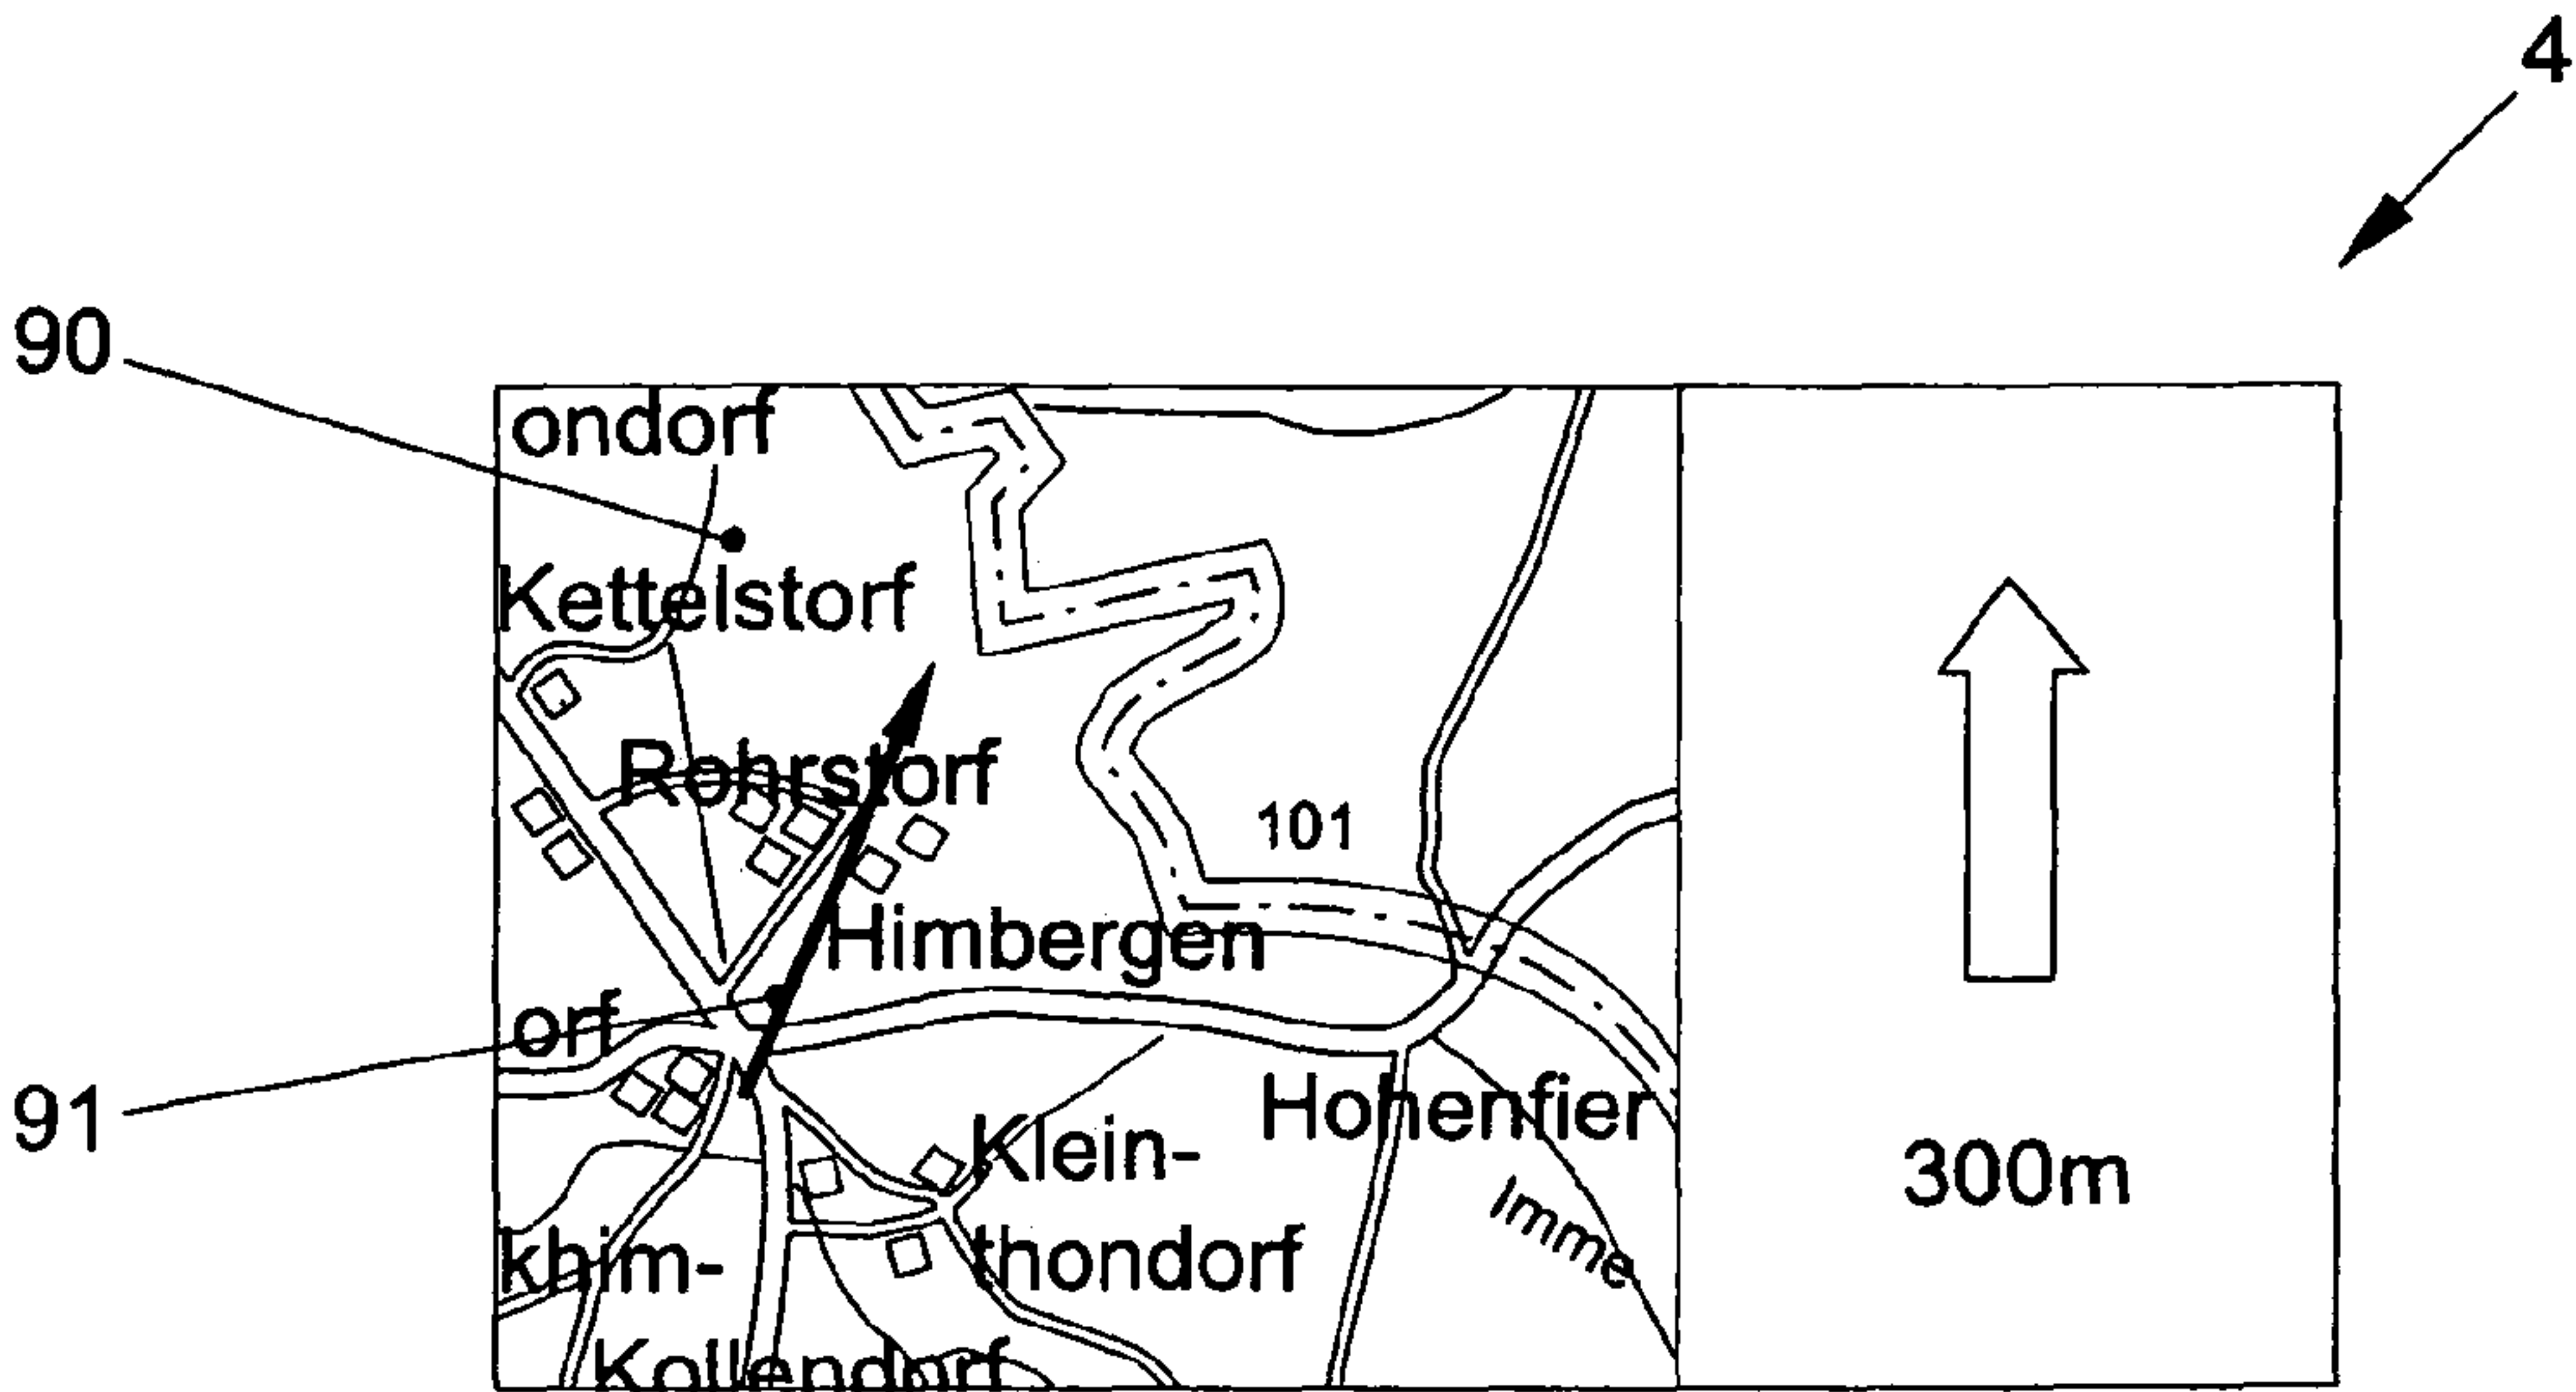 4
90
ondorf
Kettelstorf
Rohrstorf
101
Himbergen
orf
91
Hohenfier
Klein-
thondorf
300m
Imme
khim-
Kollendorf